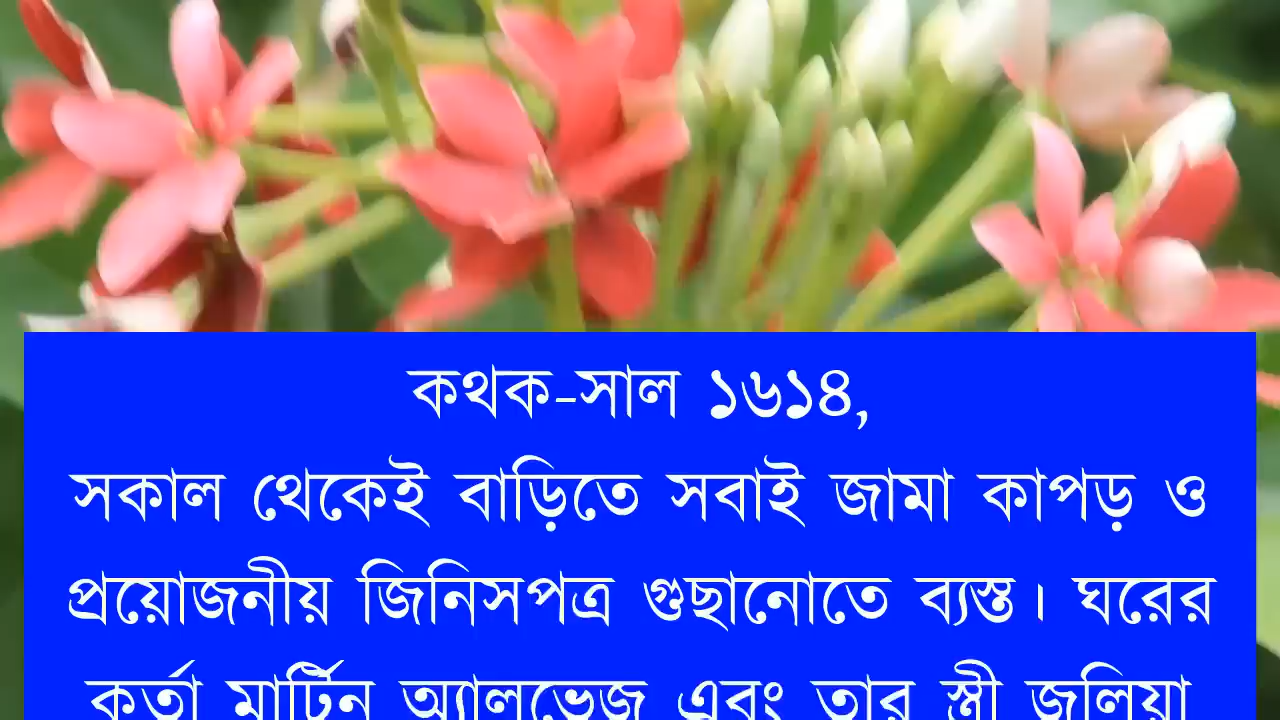 কথক-সাল ১৬১৪,
সকাল থেকেই বাড়িতে সবাই জামা কাপড় ও
প্রয়োজনীয় জিনিসপত্র গুছানোতে ব্যস্ত। ঘরের
কর্তা মার্টিন অ্যালভেজ এবং তার স্ত্রী